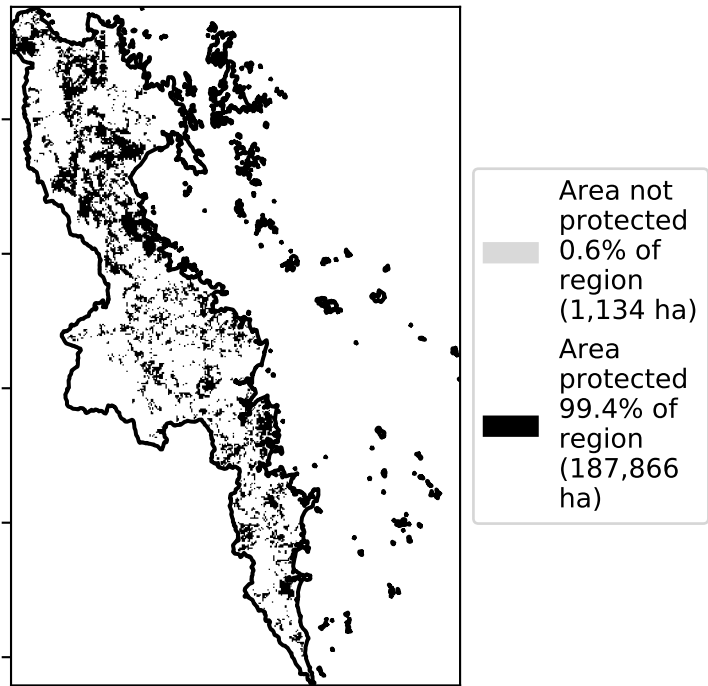 Area not
protected
0.6% of
region
(1,134 ha)
Area
protected
99.4% of
region
(187,866
ha)